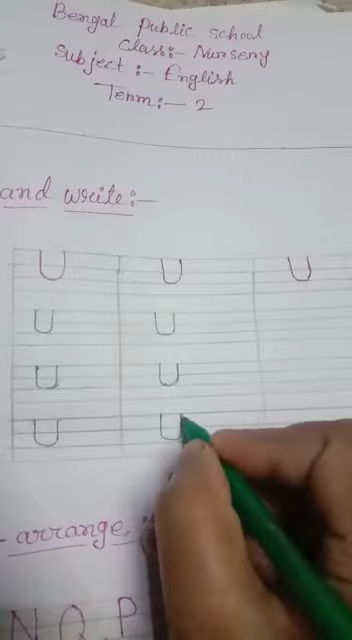 Bengal Public school
Class:- Nursery
Subject :- English
Term:- 2
and write:-
U U U
U U
U U
U U
- arrange :
N Q P